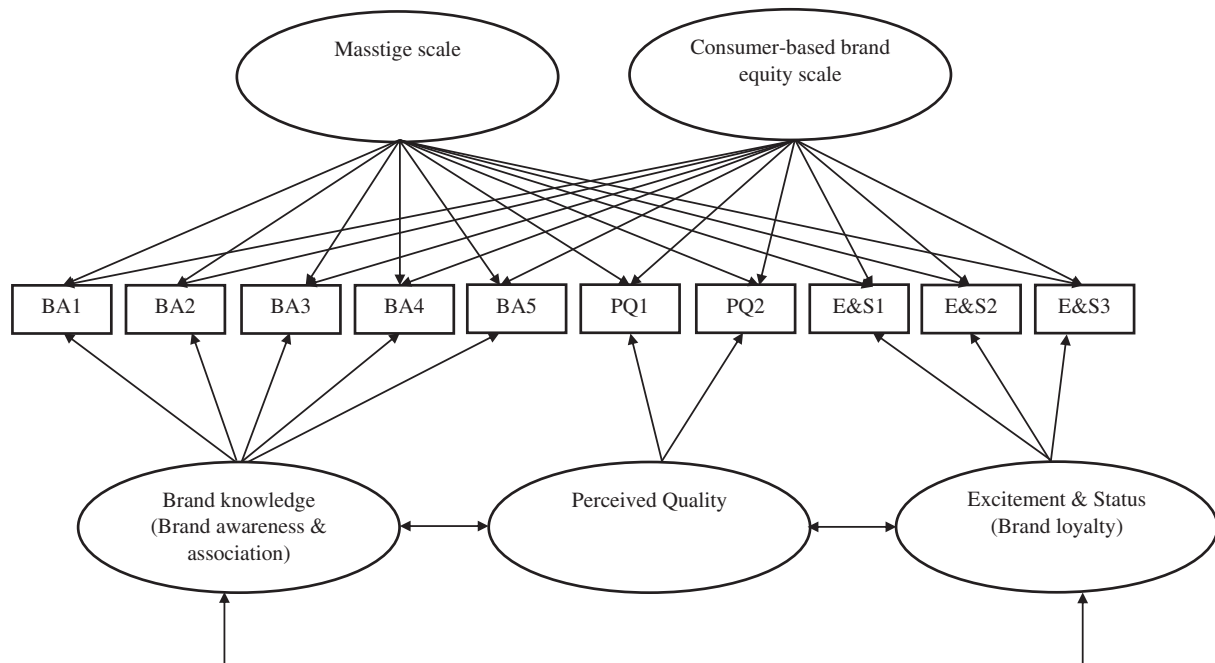 Masstige scale
Consumer-based brand
equity scale
BA1
BA2
BA3
BA4
BA5
PQ1
PQ2
E&S1
E&S2
E&S3
Brand knowledge
(Brand awareness &
association)
Perceived Quality
Excitement & Status
(Brand loyalty)